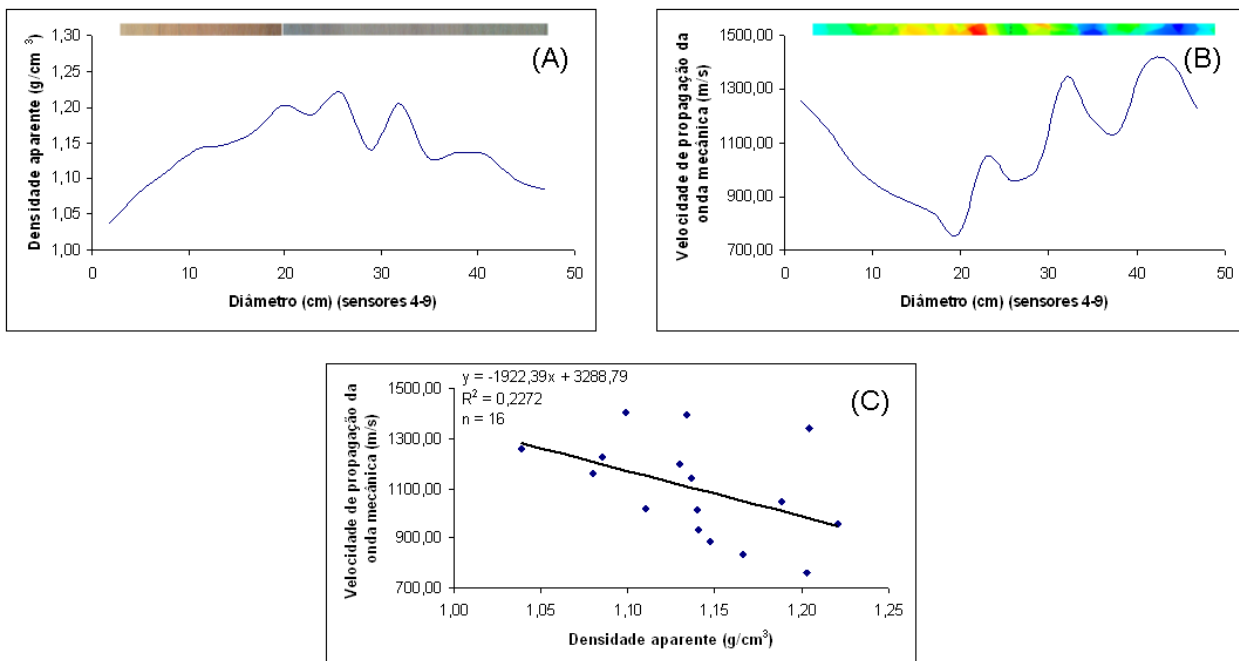 (A)
Densidade aparente (g/cm³)
1,30
1,25
1,20
1,15
1,10
1,05
1,00
0 10 20 30 40 50
Diâmetro (cm) (sensores 4-9)
(B)
Velocidade de propagação da
onda mecânica (m/s)
1500,00
1300,00
1100,00
900,00
700,00
0 10 20 30 40 50
Diâmetro (cm) (sensores 4-9)
(C)
y = -1922,39x + 3288,79
R² = 0,2272
n = 16
Velocidade de propagação da
onda mecânica (m/s)
1500,00
1300,00
1100,00
900,00
700,00
1,00 1,05 1,10 1,15 1,20 1,25
Densidade aparente (g/cm³)